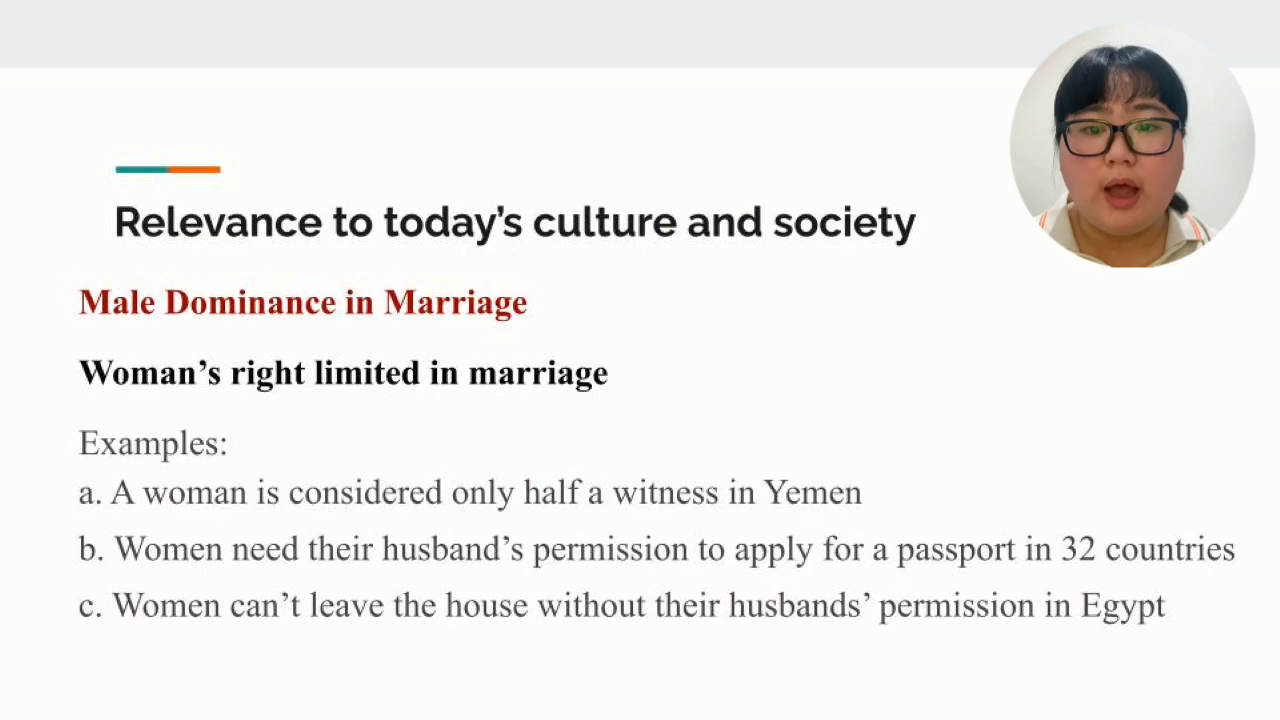 Relevance to today’s culture and society
Male Dominance in Marriage
Woman’s right limited in marriage
Examples:
a. A woman is considered only half a witness in Yemen
b. Women need their husband’s permission to apply for a passport in 32 countries
c. Women can’t leave the house without their husbands’ permission in Egypt